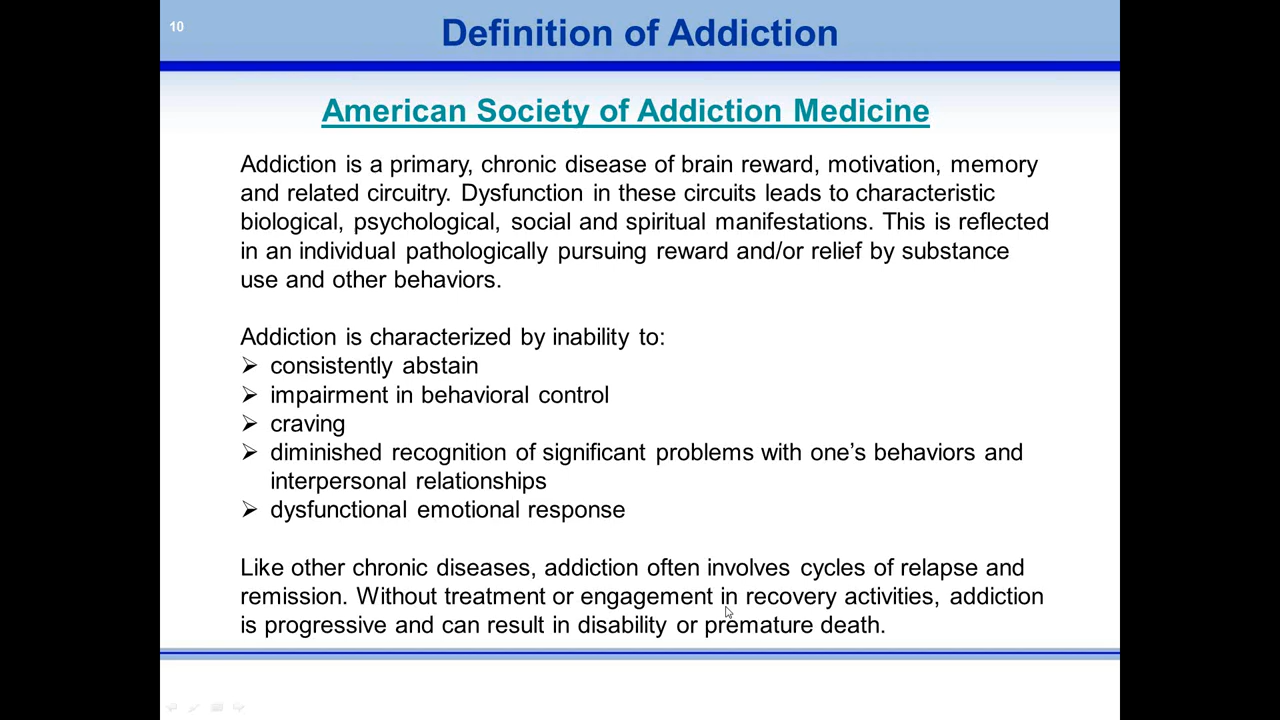 10
Definition of Addiction
American Society of Addiction Medicine
Addiction is a primary, chronic disease of brain reward, motivation, memory
and related circuitry. Dysfunction in these circuits leads to characteristic
biological, psychological, social and spiritual manifestations. This is reflected
in an individual pathologically pursuing reward and/or relief by substance
use and other behaviors.
Addiction is characterized by inability to:
➢ consistently abstain
➢ impairment in behavioral control
➢ craving
➢ diminished recognition of significant problems with one’s behaviors and
interpersonal relationships
➢ dysfunctional emotional response
Like other chronic diseases, addiction often involves cycles of relapse and
remission. Without treatment or engagement in recovery activities, addiction
is progressive and can result in disability or premature death.